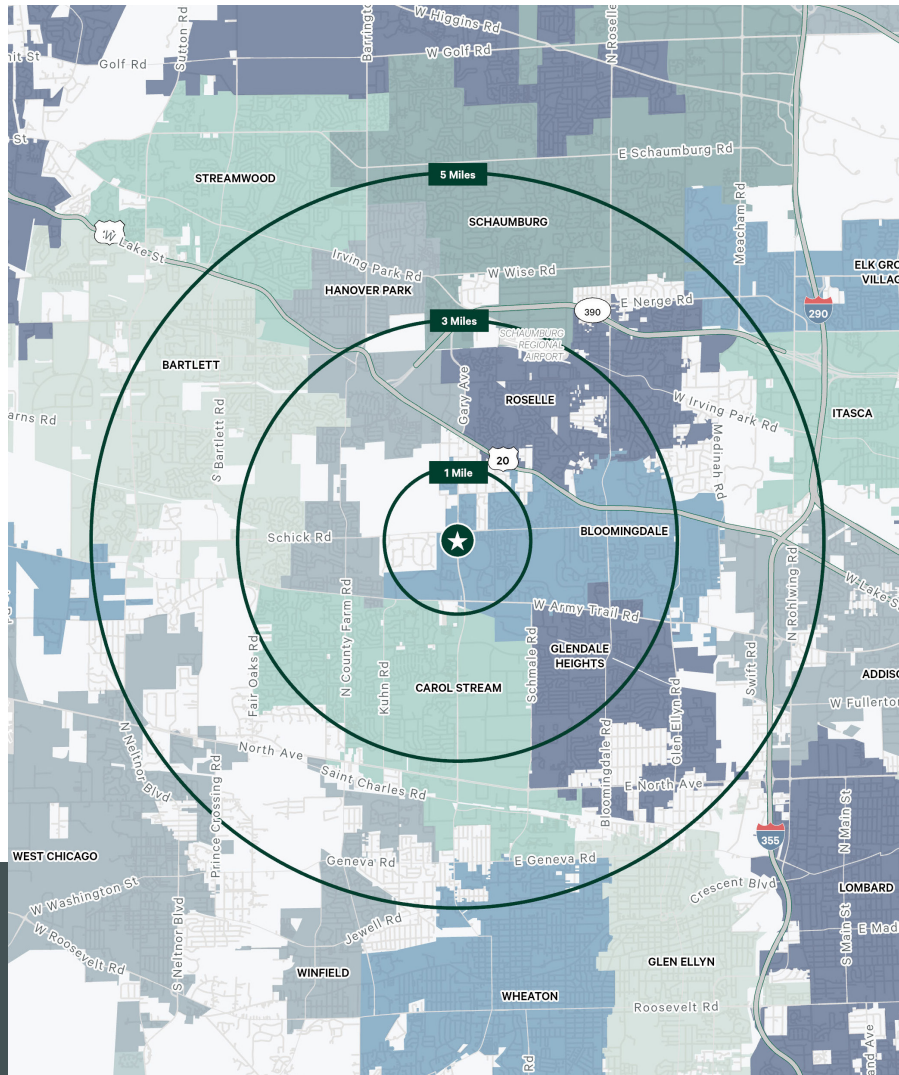 W Higgins Rd
N Roselle
Sutton Rd
Barrington
W Golf Rd
Golf Rd
St
E Schaumburg Rd
5 Miles
STREAMWOOD
SCHAUMBURG
Meacham Rd
W Lake St
Irving Park Rd
W Wise Rd
ELK GRO
VILLAG
HANOVER PARK
E Nerge Rd
390
290
3 Miles
SCHAUMBURG
REGIONAL
AIRPORT
BARTLETT
Gary Ave
ROSELLE
W Irving Park Rd
ITASCA
arns Rd
S Bartlett Rd
Medinah Rd
20
1 Mile
Schick Rd
BLOOMINGDALE
W Lake S
N Rohlwing Rd
W Army Trail Rd
N County Farm Rd
Fair Oaks Rd
Kuhn Rd
Schmale Rd
GLENDALE
HEIGHTS
Swift Rd
ADDISO
CAROL STREAM
Glen Ellyn Rd
W Fullerto
N Neltnor Blvd
North Ave
Saint Charles Rd
Bloomingdale Rd
E North Ave
Prince Crossing Rd
N Main St
355
WEST CHICAGO
Geneva Rd
E Geneva Rd
W Washington St
Crescent Blvd
LOMBARD
W Roosevelt Rd
S Neltnor Blvd
Jewell Rd
S Main St
E Mad
WINFIELD
GLEN ELLYN
WHEATON
Roosevelt Rd
Rd
and Ave